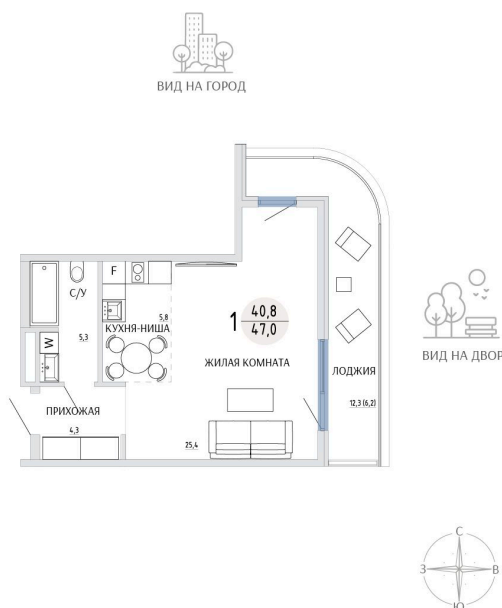 ВИД НА ГОРОД
F
С/У
5,8
КУХНЯ-НИША
5,3
W
1
40,8
47,0
ЖИЛАЯ КОМНАТА
ЛОДЖИЯ
12,3 (6,2)
ВИД НА ДВОР
ПРИХОЖАЯ
4,3
25,4
С
З
В
Ю